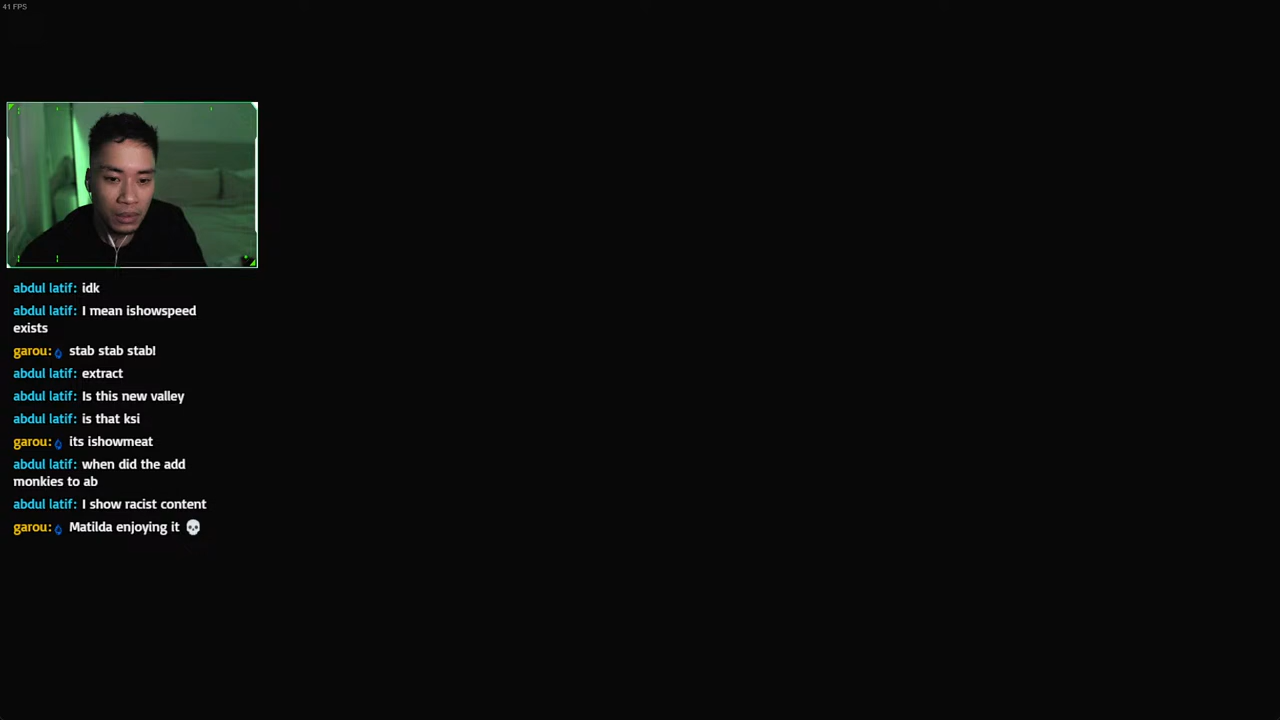 41 FPS
abdul latif: idk
abdul latif: I mean ishowspeed
exists
garou: stab stab stab!
abdul latif: extract
abdul latif: Is this new valley
abdul latif: is that ksi
garou: its ishowmeat
abdul latif: when did the add
monkies to ab
abdul latif: I show racist content
garou: Matilda enjoying it 💀